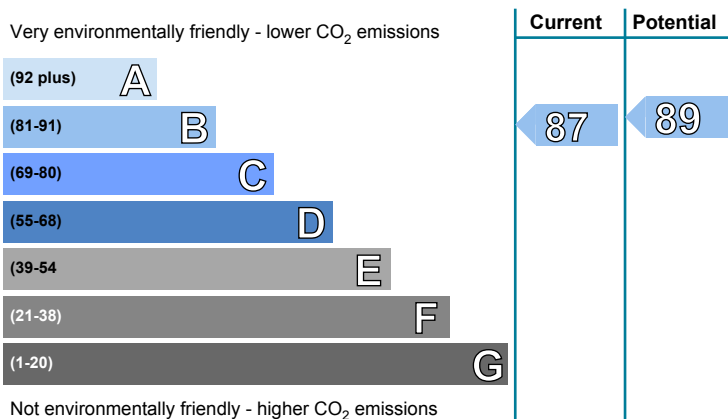 Current Potential
Very environmentally friendly - lower CO2 emissions
(92 plus) A
(81-91) B 87 89
(69-80) C
(55-68) D
(39-54 E
(21-38) F
(1-20) G
Not environmentally friendly - higher CO2 emissions